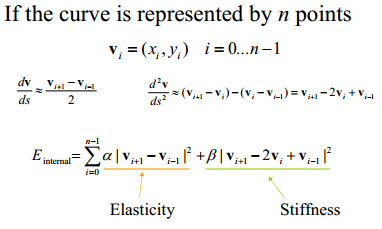 If the curve is represented by n points
v_i = (x_i, y_i)   i = 0...n−1
dv/ds ≈ (v_{i+1} − v_{i−1})/2   d²v/ds² ≈ (v_{i+1} − v_i) − (v_i − v_{i−1}) = v_{i+1} − 2v_i + v_{i−1}
E_internal = ∑_{i=0}^{n−1} α | v_{i+1} − v_{i−1} |² + β | v_{i+1} − 2v_i + v_{i−1} |²
Elasticity   Stiffness